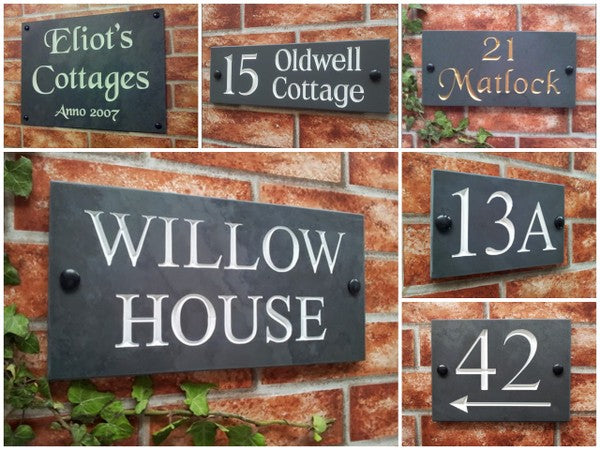 Eliot's
Cottages
Anno 2007
15 Oldwell
Cottage
21
Matlock
WILLOW
HOUSE
13A
42